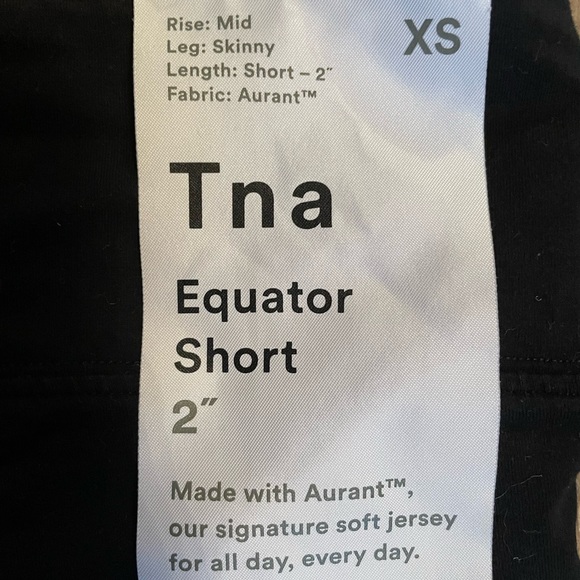 Rise: Mid
XS
Leg: Skinny
Length: Short – 2″
Fabric: Aurant™
Tna
Equator
Short
2″
Made with Aurant™,
our signature soft jersey
for all day, every day.